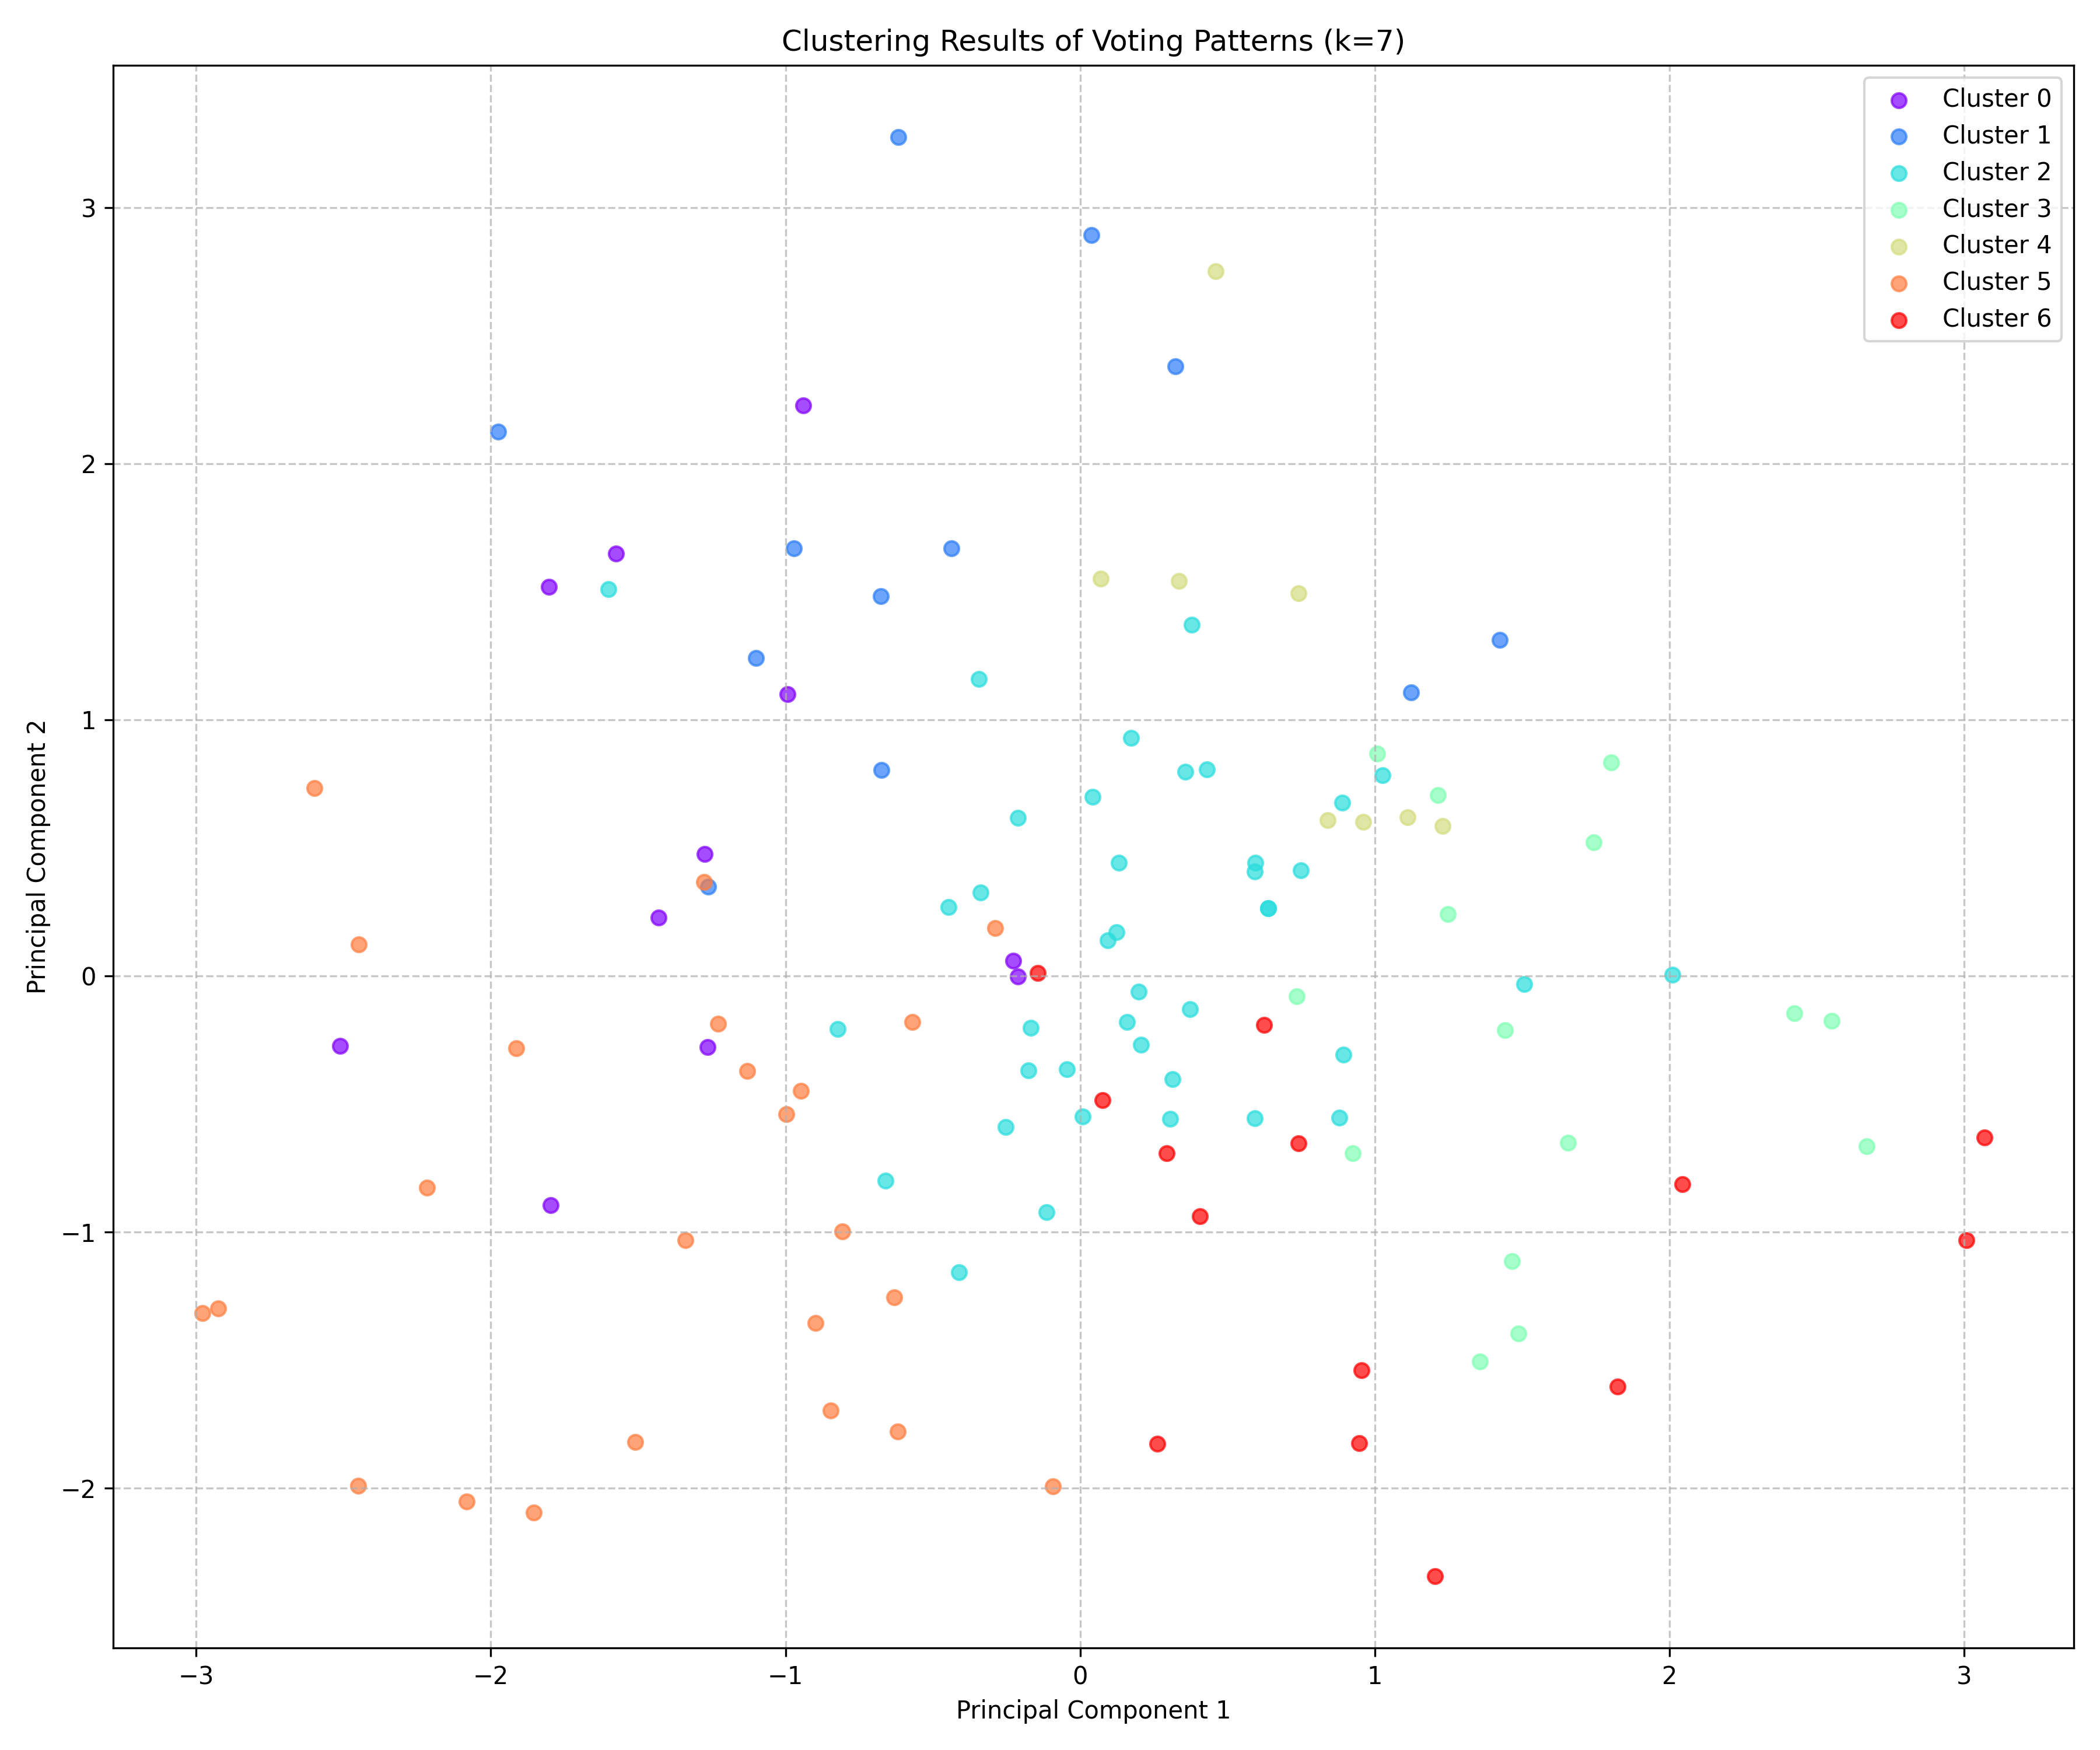 Clustering Results of Voting Patterns (k=7)
Cluster 0
Cluster 1
Cluster 2
Cluster 3
Cluster 4
Cluster 5
Cluster 6
Principal Component 2
3
2
1
0
−1
−2
−3 −2 −1 0 1 2 3
Principal Component 1